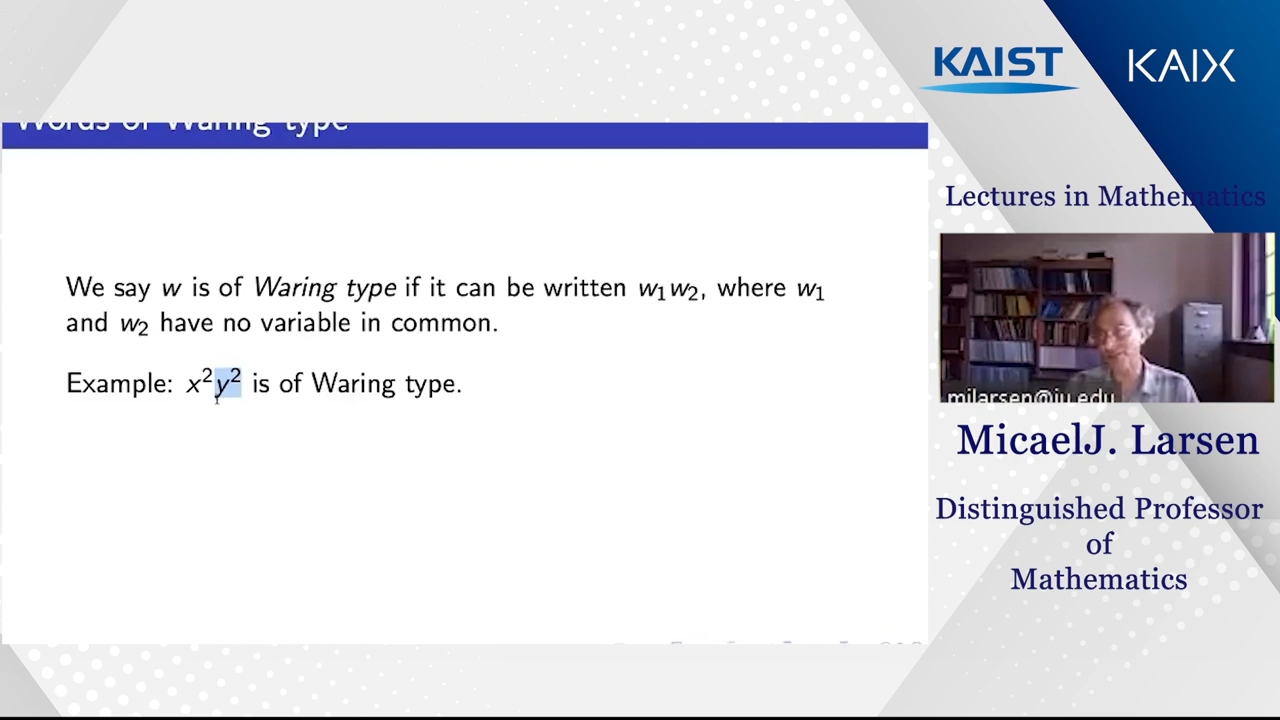 KAIST KAIX
Words of Waring type
We say w is of Waring type if it can be written w₁w₂, where w₁
and w₂ have no variable in common.
Example: x²y² is of Waring type.
Lectures in Mathematics
milarsen@iu.edu
MicaelJ. Larsen
Distinguished Professor
of
Mathematics